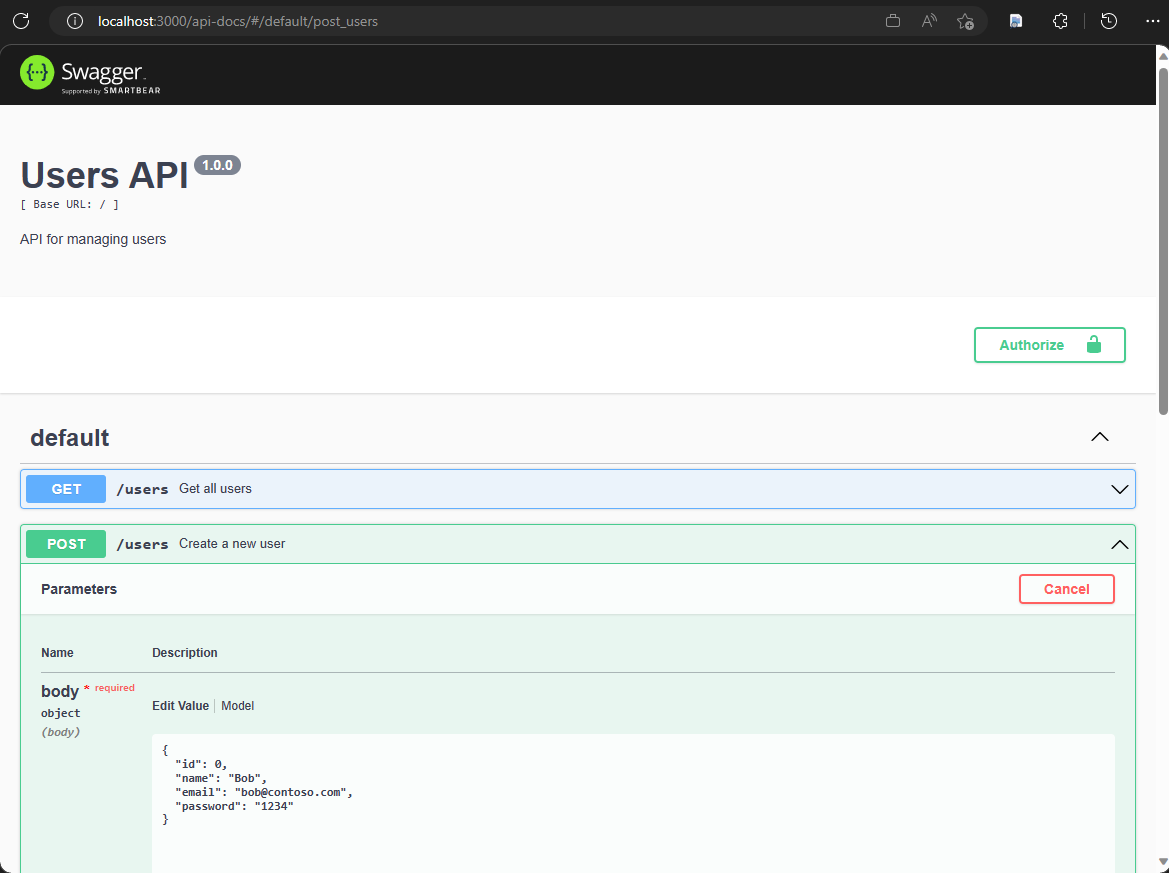 localhost:3000/api-docs/#/default/post_users
Swagger.
Supported by SMARTBEAR
Users API 1.0.0
[ Base URL: / ]
API for managing users
Authorize
default
GET /users Get all users
POST /users Create a new user
Parameters Cancel
Name Description
body * required
object
(body)
Edit Value Model
{
"id": 0,
"name": "Bob",
"email": "bob@contoso.com",
"password": "1234"
}